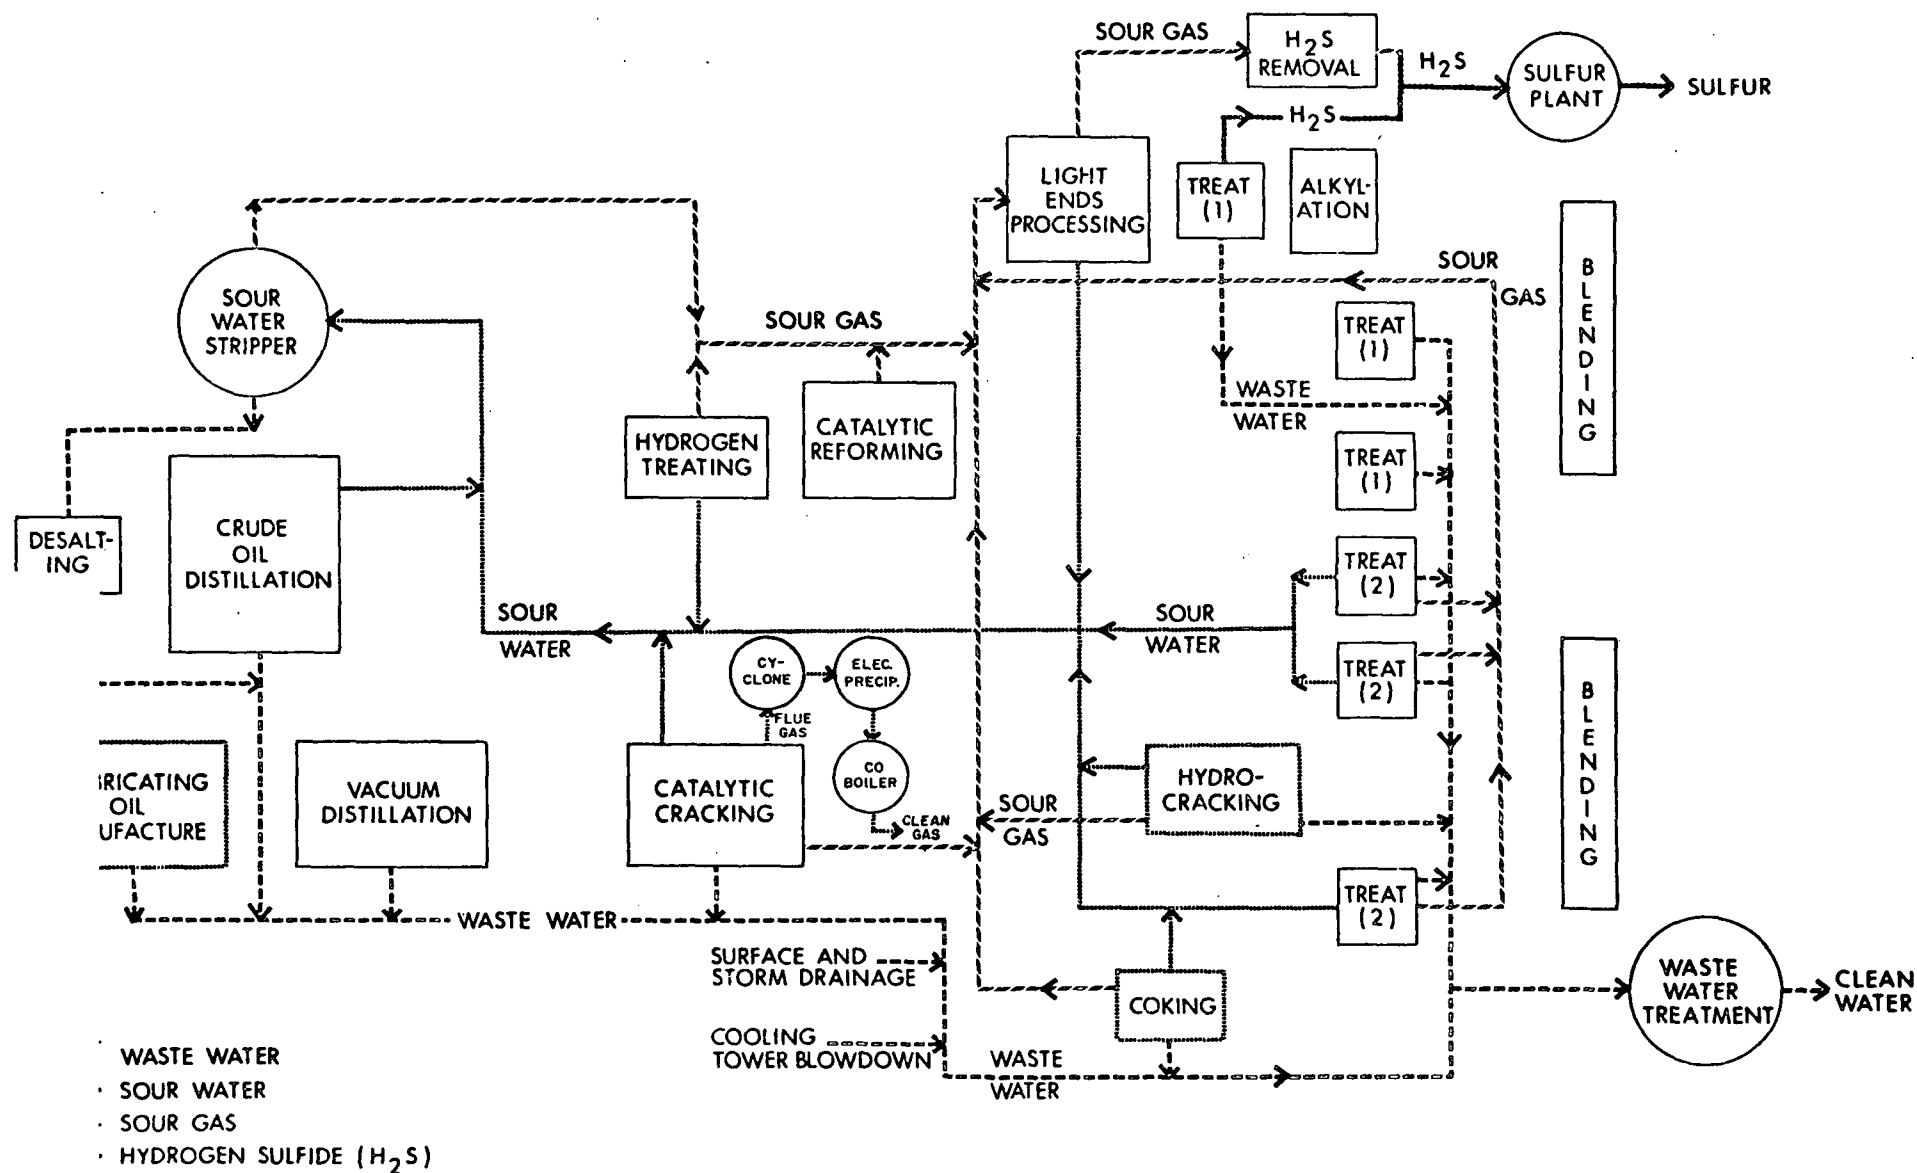 SOUR GAS
H2S
REMOVAL
H2S
SULFUR
PLANT
SULFUR
H2S
LIGHT
ENDS
PROCESSING
TREAT
(1)
ALKYL-
ATION
SOUR
WATER
STRIPPER
SOUR
GAS
BLENDING
SOUR GAS
TREAT
(1)
CATALYTIC
REFORMING
HYDROGEN
TREATING
WASTE
WATER
TREAT
(1)
DESALT-
ING
CRUDE
OIL
DISTILLATION
TREAT
(2)
SOUR
WATER
SOUR
WATER
CY-
CLONE
ELEC.
PRECIP.
TREAT
(2)
BLENDING
FLUE
GAS
CO
BOILER
CLEAN
GAS
RICATING
OIL
UFACTURE
VACUUM
DISTILLATION
CATALYTIC
CRACKING
SOUR
GAS
HYDRO-
CRACKING
TREAT
(2)
WASTE WATER
SURFACE AND
STORM DRAINAGE
COKING
WASTE
WATER
TREATMENT
CLEAN
WATER
COOLING
TOWER BLOWDOWN
WASTE
WATER
WASTE WATER
SOUR WATER
SOUR GAS
HYDROGEN SULFIDE (H2S)